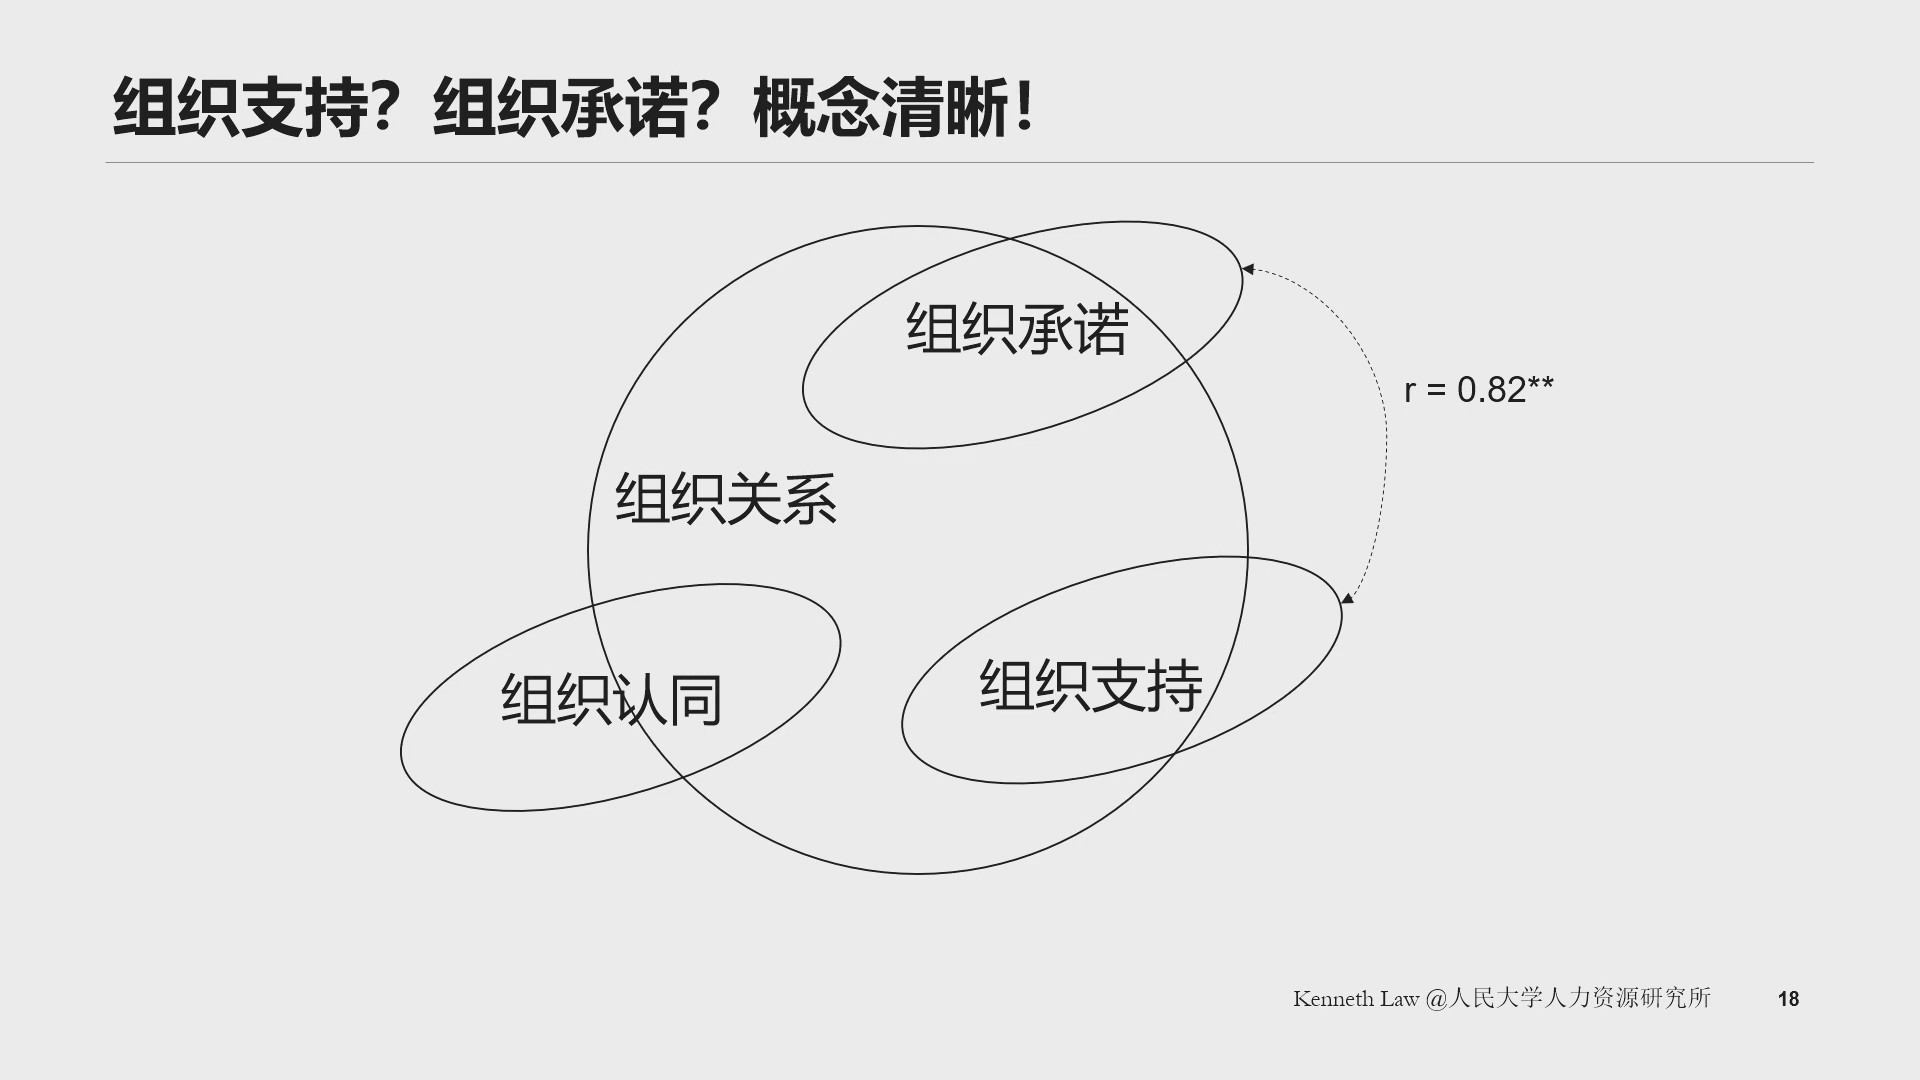 组织支持？组织承诺？概念清晰！
组织承诺
r = 0.82**
组织关系
组织认同
组织支持
Kenneth Law @人民大学人力资源研究所
18